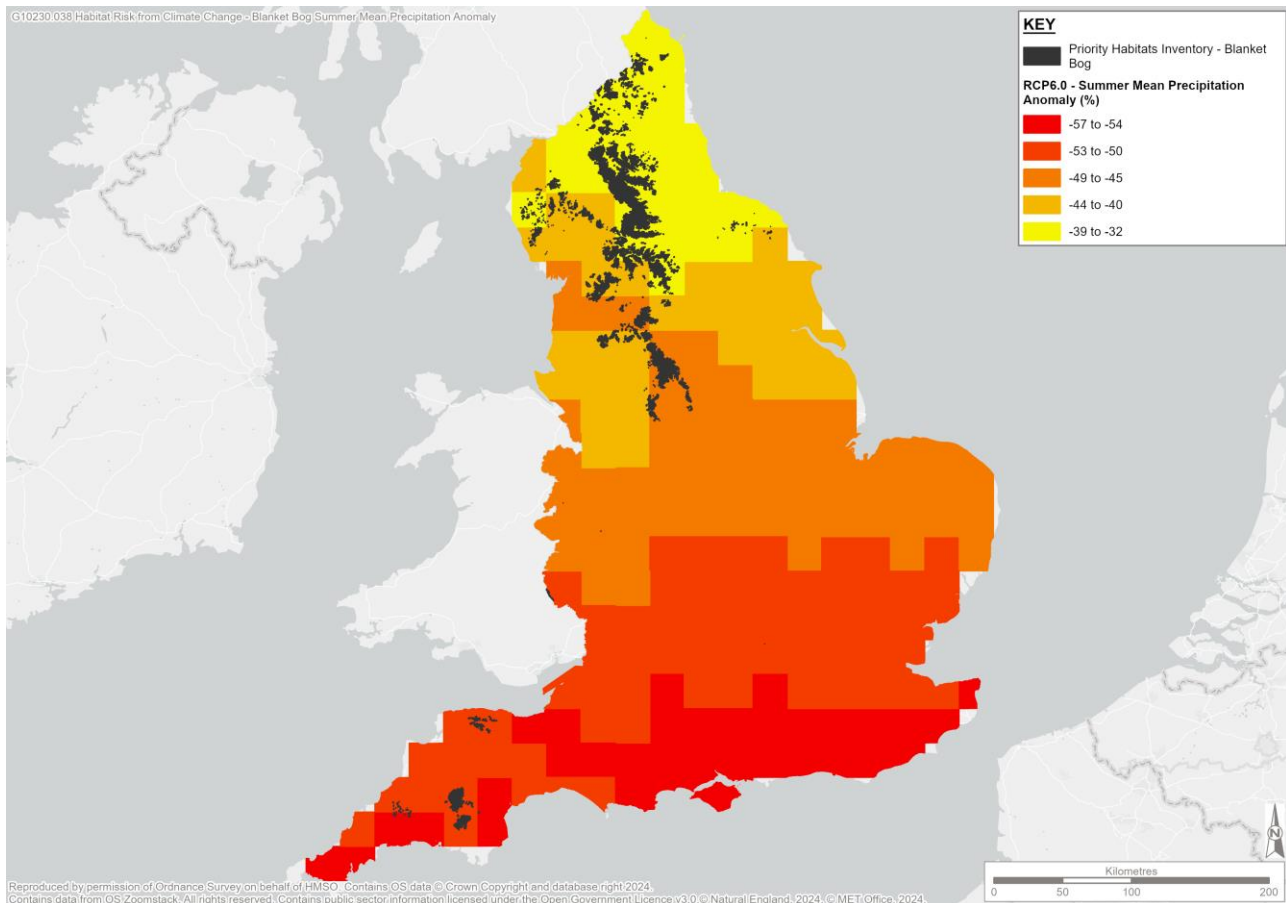 G10230.038 Habitat Risk from Climate Change - Blanket Bog Summer Mean Precipitation Anomaly
KEY
Priority Habitats Inventory - Blanket
Bog
RCP6.0 - Summer Mean Precipitation
Anomaly (%)
-57 to -54
-53 to -50
-49 to -45
-44 to -40
-39 to -32
N
Kilometres
0 50 100 200
Reproduced by permission of Ordnance Survey on behalf of HMSO. Contains OS data © Crown Copyright and database right 2024.
Contains data from OS Zoomstack. All rights reserved. Contains public sector information licensed under the Open Government Licence v3.0 © Natural England, 2024, © MET Office, 2024.